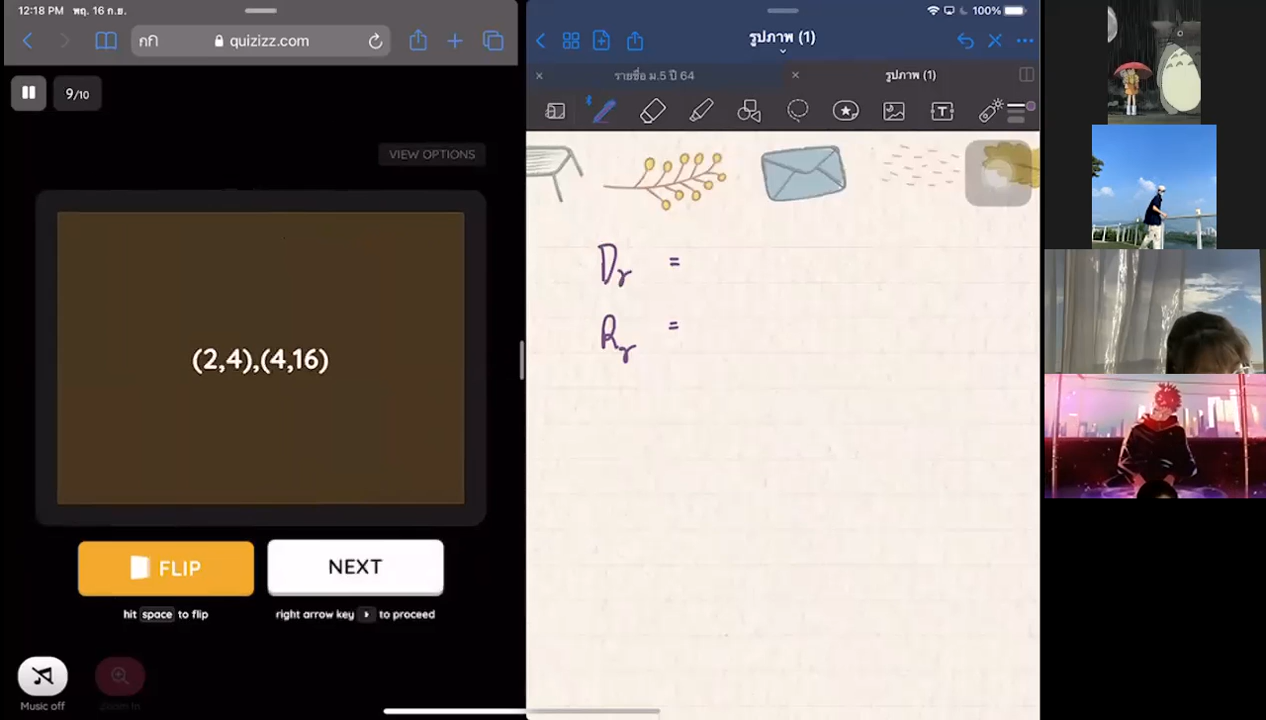 12:18 PM พฤ. 16 ก.ย.
100%
กก quizizz.com
รูปภาพ (1)
รายชื่อ ม.5 ปี 64
รูปภาพ (1)
9/10
VIEW OPTIONS
(2,4),(4,16)
FLIP
NEXT
hit space to flip
right arrow key to proceed
Music off
Zoom in
Dr =
Rr =